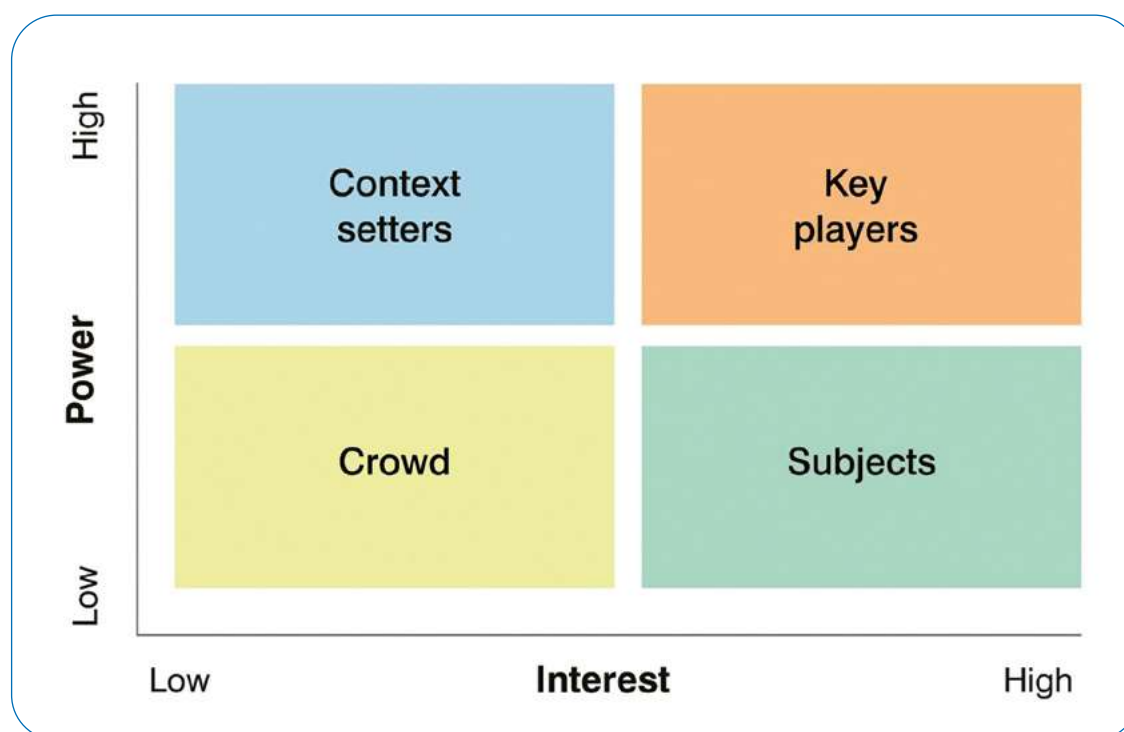 High
Context
setters
Key
players
Power
Crowd
Subjects
Low
Low
Interest
High